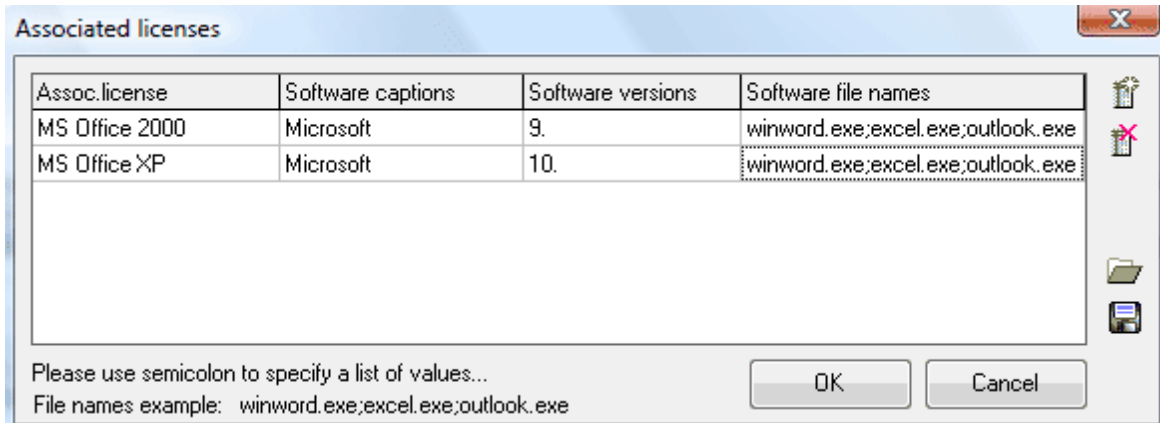 Associated licenses
Assoc.license Software captions Software versions Software file names
MS Office 2000 Microsoft 9. winword.exe;excel.exe;outlook.exe
MS Office XP Microsoft 10. winword.exe;excel.exe;outlook.exe
Please use semicolon to specify a list of values...
OK Cancel
File names example: winword.exe;excel.exe;outlook.exe